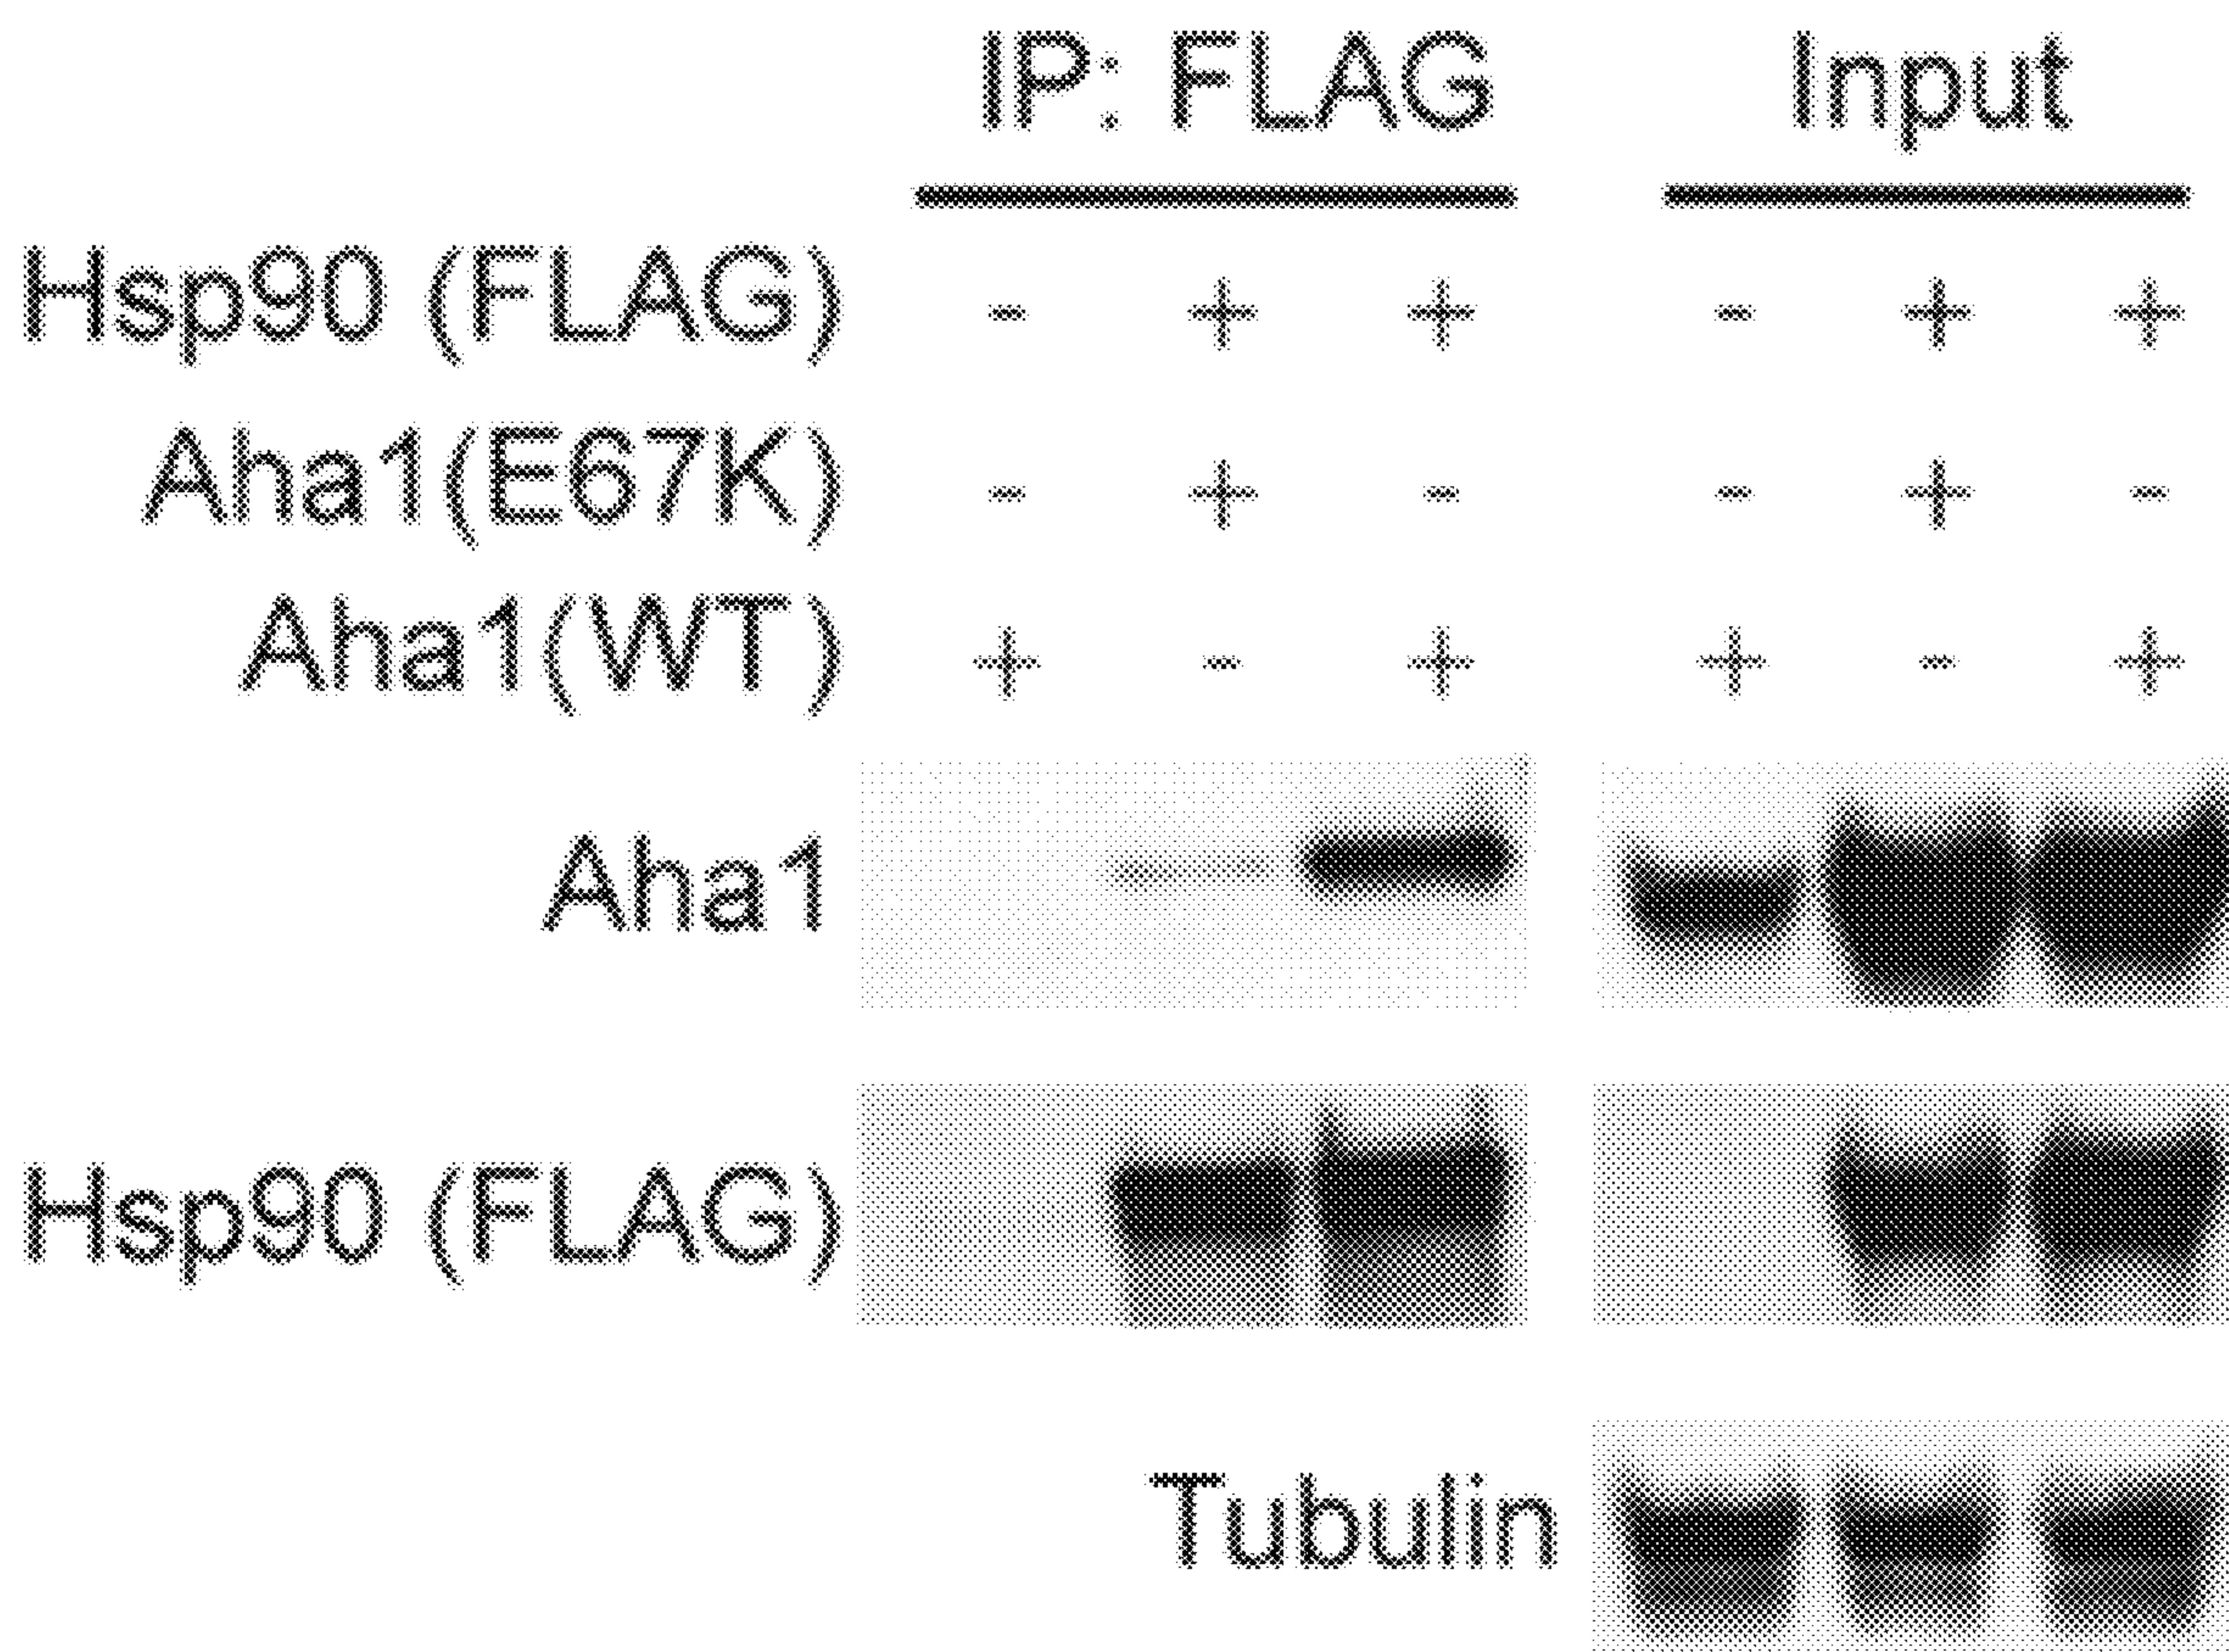 IP: FLAG Input
Hsp90 (FLAG) - + + - + +
Aha1(E67K) - + - - + -
Aha1(WT) + - + + - +
Aha1
Hsp90 (FLAG)
Tubulin